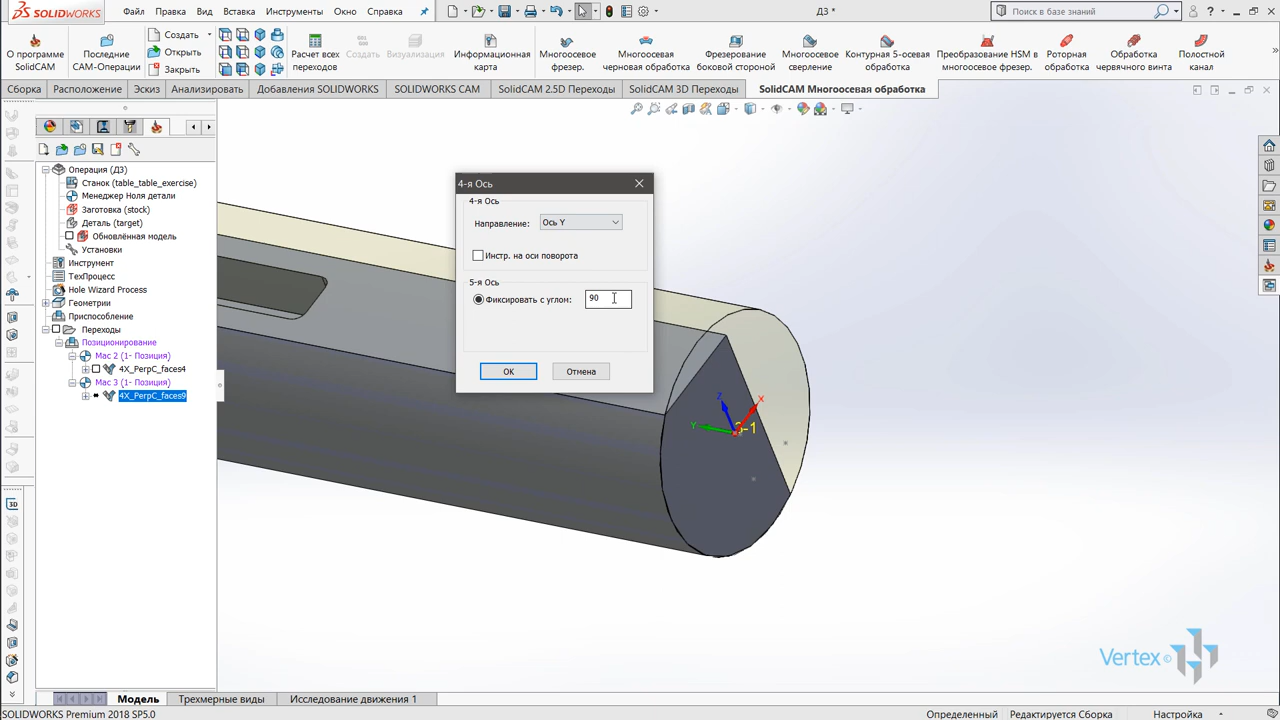 SOLIDWORKS
Файл
Правка
Вид
Вставка
Инструменты
Окно
Справка
Д3 *
Поиск в базе знаний
О программе SolidCAM
Последние CAM-Операции
Создать
Открыть
Закрыть
Расчет всех переходов
Создать
Визуализация
Информационная карта
Многоосевое фрезер.
Многоосевая черновая обработка
Фрезерование боковой стороной
Многоосевое сверление
Контурная 5-осевая обработка
Преобразование HSM в многоосевое фрезер.
Роторная обработка
Обработка червячного винта
Полостной канал
Сборка
Расположение
Эскиз
Анализировать
Добавления SOLIDWORKS
SOLIDWORKS CAM
SolidCAM 2.5D Переходы
SolidCAM 3D Переходы
SolidCAM Многоосевая обработка
Операция (Д3)
Станок (table_table_exercise)
Менеджер Ноля детали
Заготовка (stock)
Деталь (target)
Обновлённая модель
Установки
Инструмент
ТехПроцесс
Hole Wizard Process
Геометрии
Приспособление
Переходы
Позиционирование
Mac 2 (1- Позиция)
4X_PerpC_faces4
Mac 3 (1- Позиция)
4X_PerpC_faces9
4-я Ось
4-я Ось
Направление: Ось Y
Инстр. на оси поворота
5-я Ось
Фиксировать с углом: 90
OK
Отмена
Z
X
Y
Vertex ©
Модель
Трехмерные виды
Исследование движения 1
SOLIDWORKS Premium 2018 SP5.0
Определенный
Редактируется Сборка
Настройка